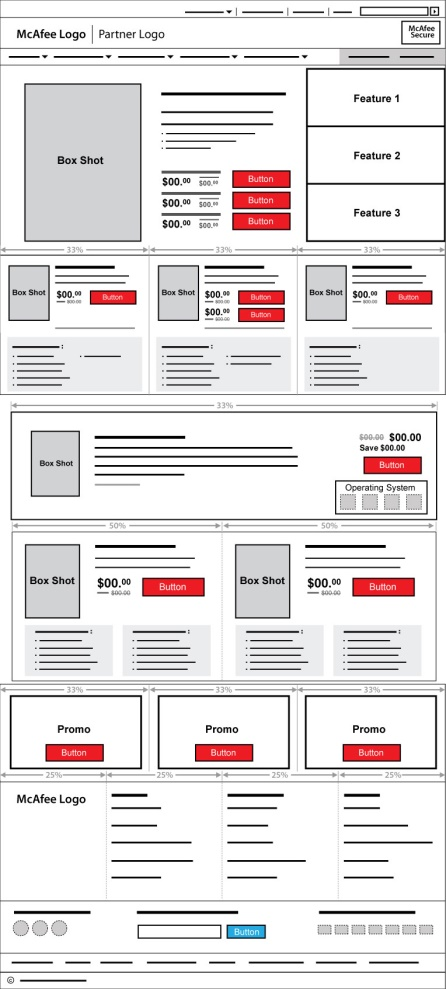 McAfee Logo Partner Logo
McAfee
Secure
Box Shot
$00.00 $00.00 Button
$00.00 $00.00 Button
$00.00 $00.00 Button
Feature 1
Feature 2
Feature 3
33% 33% 33%
Box Shot
$00.00
$00.00
Button
:
Box Shot
$00.00
$00.00
Button
$00.00
$00.00
Button
:
Box Shot
$00.00
$00.00
Button
:
33%
Box Shot
$00.00 $00.00
Save $00.00
Button
Operating System
50% 50%
Box Shot
$00.00
$00.00
Button
: :
Box Shot
$00.00
$00.00
Button
: :
33% 33% 33%
Promo Promo Promo
Button Button Button
25% 25% 25% 25%
McAfee Logo
Button
©